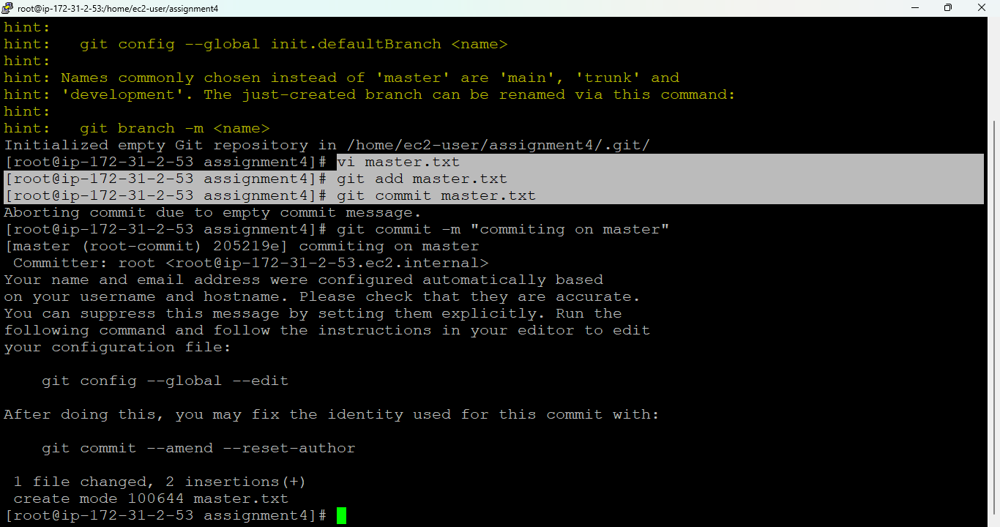 root@ip-172-31-2-53:/home/ec2-user/assignment4
hint:
hint:   git config --global init.defaultBranch <name>
hint:
hint: Names commonly chosen instead of 'master' are 'main', 'trunk' and
hint: 'development'. The just-created branch can be renamed via this command:
hint:
hint:   git branch -m <name>
Initialized empty Git repository in /home/ec2-user/assignment4/.git/
[root@ip-172-31-2-53 assignment4]# vi master.txt
[root@ip-172-31-2-53 assignment4]# git add master.txt
[root@ip-172-31-2-53 assignment4]# git commit master.txt
Aborting commit due to empty commit message.
[root@ip-172-31-2-53 assignment4]# git commit -m "commiting on master"
[master (root-commit) 205219e] commiting on master
 Committer: root <root@ip-172-31-2-53.ec2.internal>
Your name and email address were configured automatically based
on your username and hostname. Please check that they are accurate.
You can suppress this message by setting them explicitly. Run the
following command and follow the instructions in your editor to edit
your configuration file:
    git config --global --edit
After doing this, you may fix the identity used for this commit with:
    git commit --amend --reset-author
 1 file changed, 2 insertions(+)
 create mode 100644 master.txt
[root@ip-172-31-2-53 assignment4]#